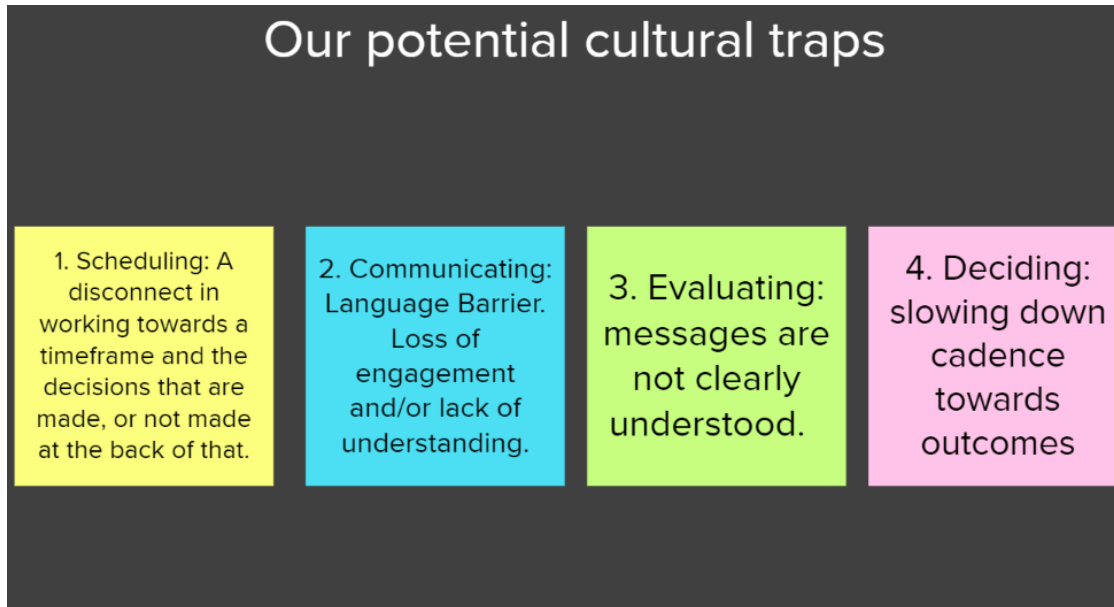 Our potential cultural traps
1. Scheduling: A
disconnect in
working towards a
timeframe and the
decisions that are
made, or not made
at the back of that.
2. Communicating:
Language Barrier.
Loss of
engagement
and/or lack of
understanding.
3. Evaluating:
messages are
not clearly
understood.
4. Deciding:
slowing down
cadence
towards
outcomes